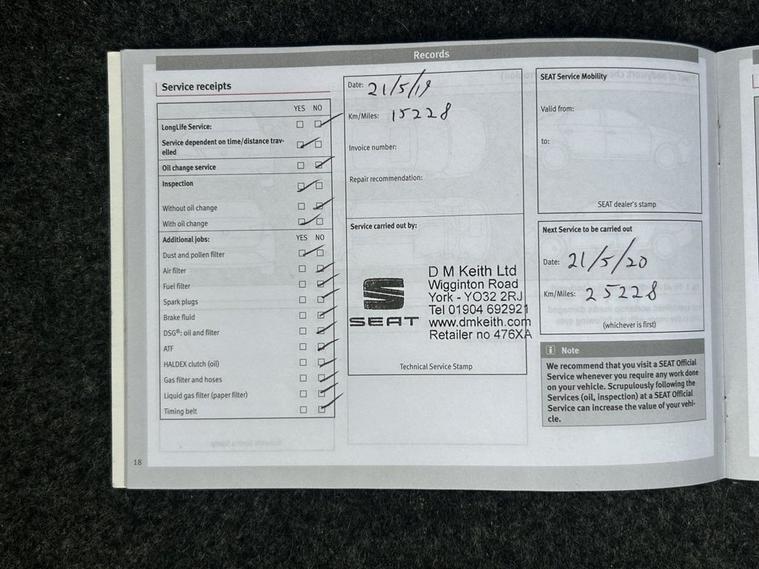 Records
Service receipts
YES NO
LongLife Service:
Service dependent on time/distance trav-
elled
Oil change service
Inspection
Without oil change
With oil change
Additional jobs: YES NO
Dust and pollen filter
Air filter
Fuel filter
Spark plugs
Brake fluid
DSG®: oil and filter
ATF
HALDEX clutch (oil)
Gas filter and hoses
Liquid gas filter (paper filter)
Timing belt
18
Date: 21/5/19
Km/Miles: 15228
Invoice number:
Repair recommendation:
Service carried out by:
SEAT
D M Keith Ltd
Wigginton Road
York - YO32 2RJ
Tel 01904 692921
www.dmkeith.com
Retailer no 476XA
Technical Service Stamp
SEAT Service Mobility
Valid from:
to:
SEAT dealer's stamp
Next Service to be carried out
Date: 21/5/20
Km/Miles: 25228
(whichever is first)
i Note
We recommend that you visit a SEAT Official
Service whenever you require any work done
on your vehicle. Scrupulously following the
Services (oil, inspection) at a SEAT Official
Service can increase the value of your vehi-
cle.